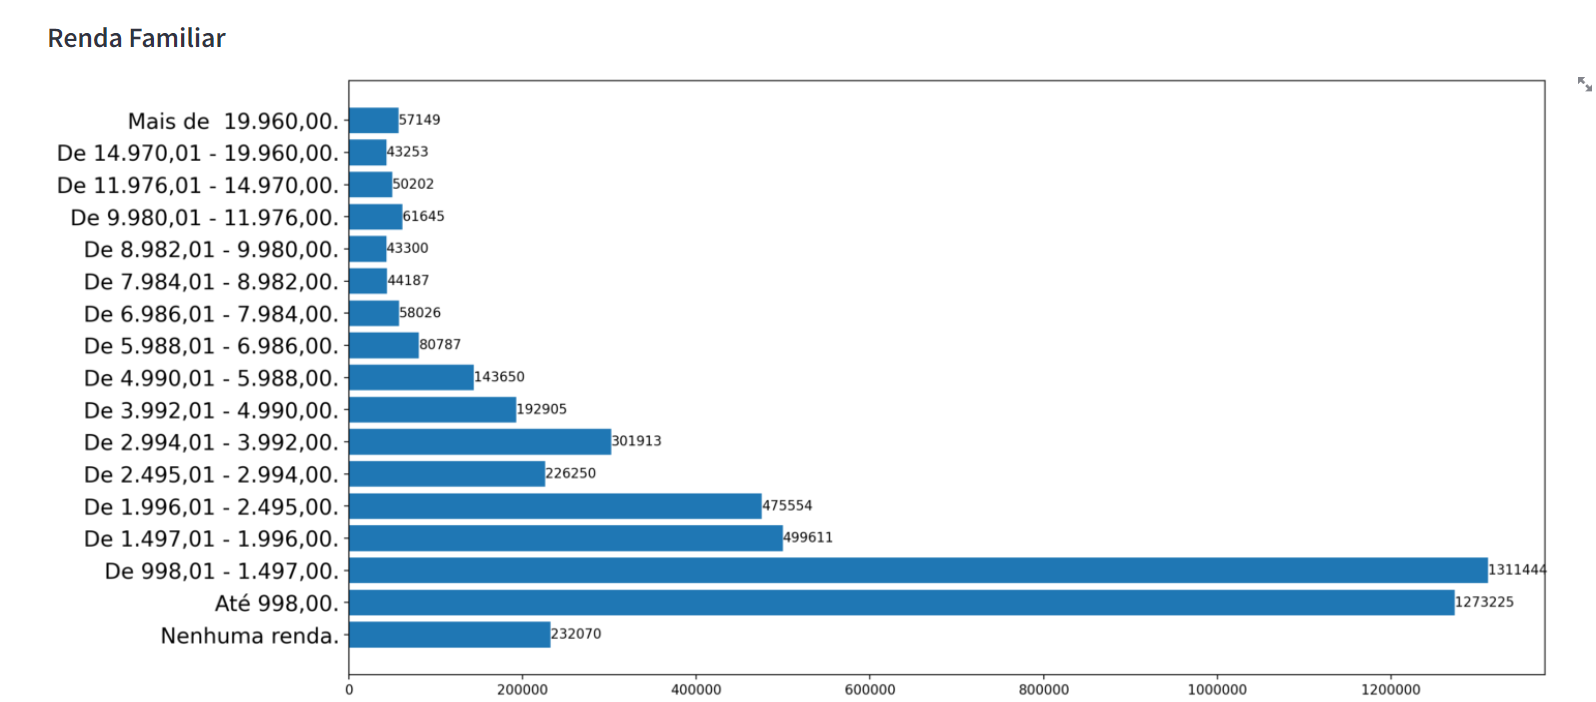 Renda Familiar
Mais de  19.960,00. 57149
De 14.970,01 - 19.960,00. 43253
De 11.976,01 - 14.970,00. 50202
De 9.980,01 - 11.976,00. 61645
De 8.982,01 - 9.980,00. 43300
De 7.984,01 - 8.982,00. 44187
De 6.986,01 - 7.984,00. 58026
De 5.988,01 - 6.986,00. 80787
De 4.990,01 - 5.988,00. 143650
De 3.992,01 - 4.990,00. 192905
De 2.994,01 - 3.992,00. 301913
De 2.495,01 - 2.994,00. 226250
De 1.996,01 - 2.495,00. 475554
De 1.497,01 - 1.996,00. 499611
De 998,01 - 1.497,00. 1311444
Até 998,00. 1273225
Nenhuma renda. 232070
0 200000 400000 600000 800000 1000000 1200000